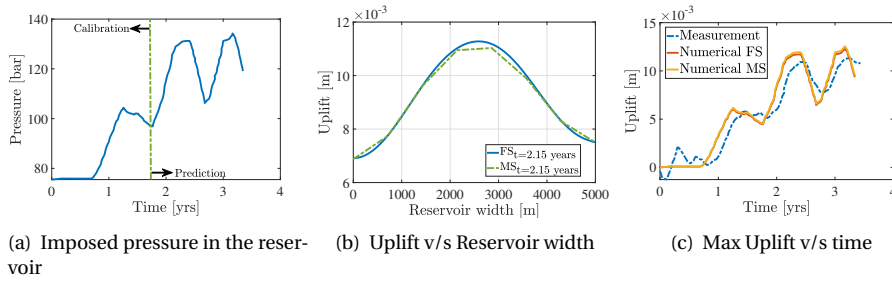 Pressure [bar]
140
120
100
80
Calibration
Prediction
0 1 2 3 4
Time [yrs]
(a) Imposed pressure in the reser-
voir
×10⁻³
Uplift [m]
12
10
8
6
FS t=2.15 years
MS t=2.15 years
0 1000 2000 3000 4000 5000
Reservoir width [m]
(b) Uplift v/s Reservoir width
×10⁻³
Uplift [m]
15
10
5
0
Measurement
Numerical FS
Numerical MS
0 1 2 3 4
Time [yrs]
(c) Max Uplift v/s time